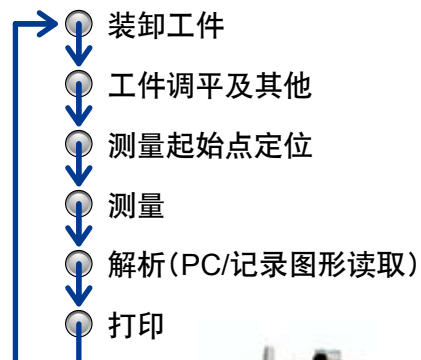 装卸工件
工件调平及其他
测量起始点定位
测量
解析(PC/记录图形读取)
打印